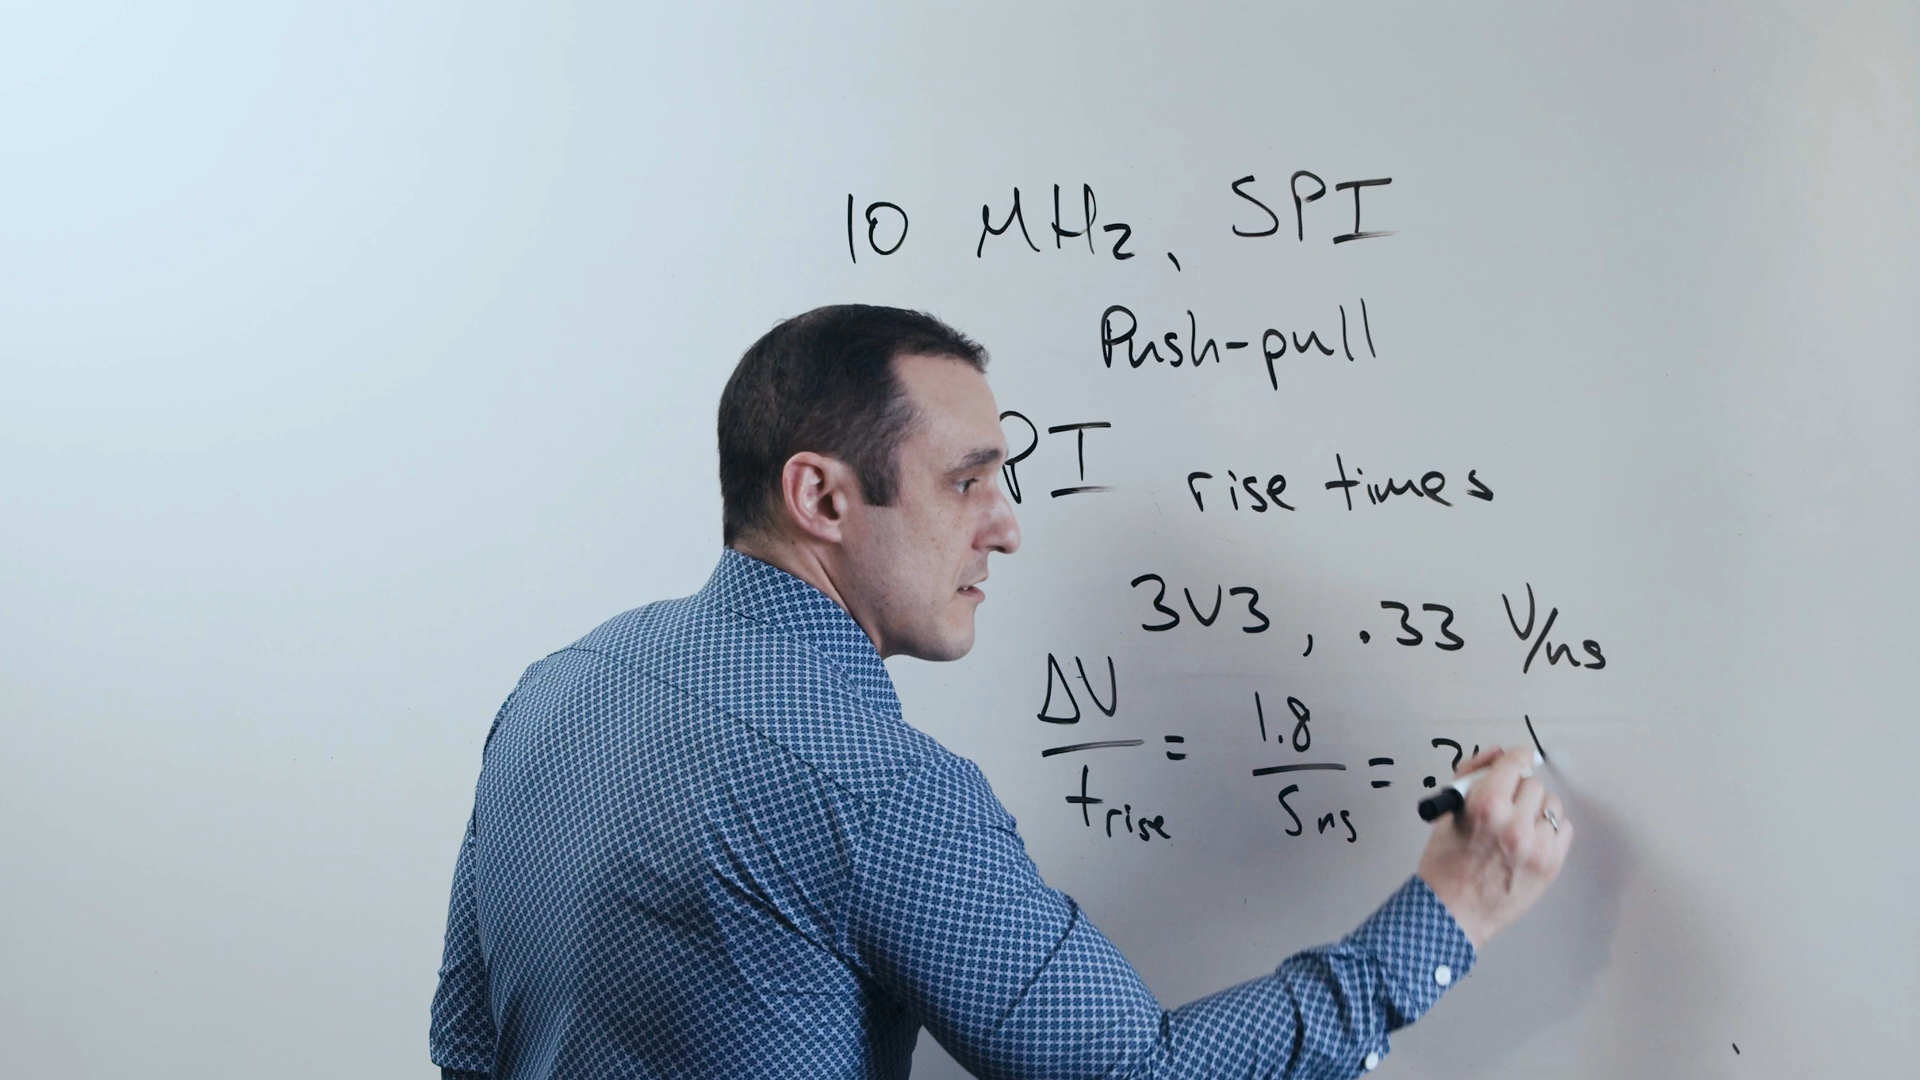 10 MHz, SPI
Push-pull
PI rise times
3V3, .33 V/ns
ΔV
trise
=
1.8
5ns
=